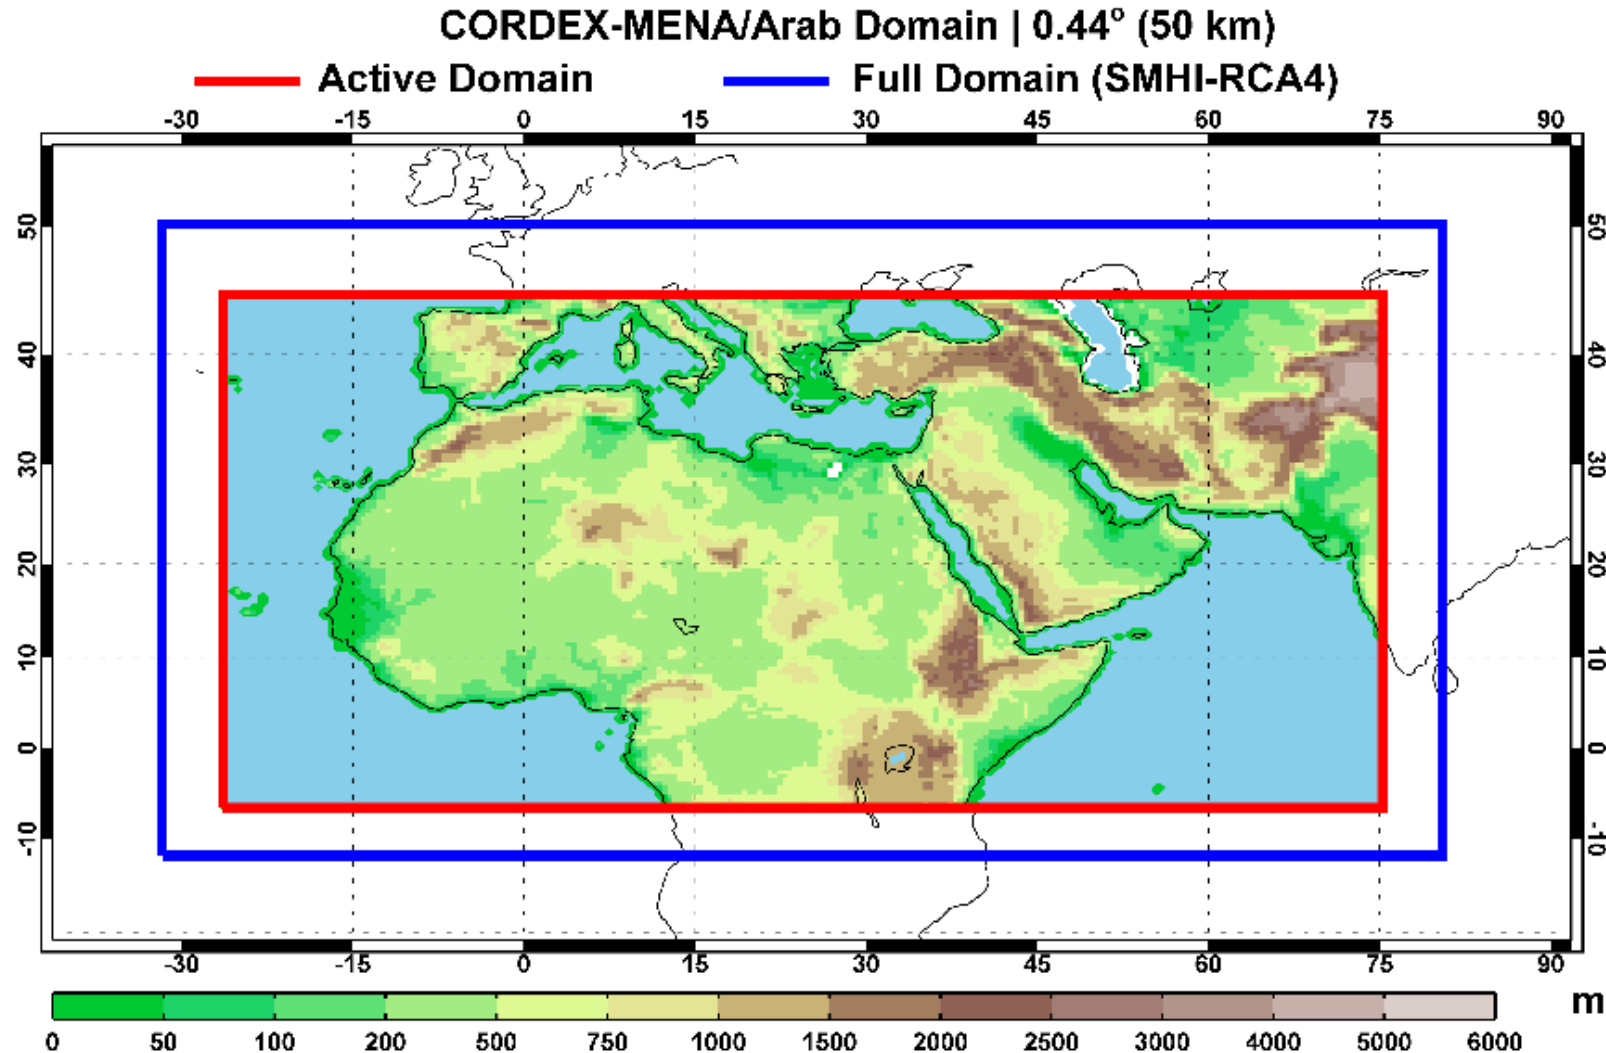 CORDEX-MENA/Arab Domain | 0.44° (50 km)
Active Domain Full Domain (SMHI-RCA4)
-30 -15 0 15 30 45 60 75 90
50 50
40 40
30 30
20 20
10 10
0 0
-10 -10
-30 -15 0 15 30 45 60 75 90
m
0 50 100 200 500 750 1000 1500 2000 2500 3000 4000 5000 6000